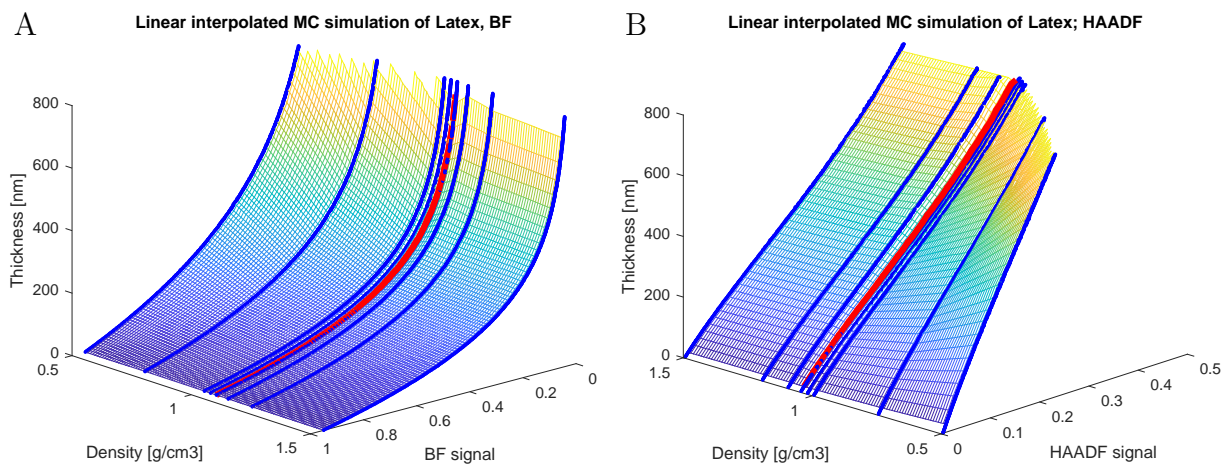 A
Linear interpolated MC simulation of Latex, BF
800
600
400
200
0
Thickness [nm]
0.5
1
1.5
Density [g/cm3]
1
0.8
0.6
0.4
0.2
0
BF signal
B
Linear interpolated MC simulation of Latex; HAADF
800
600
400
200
0
Thickness [nm]
1.5
1
0.5
Density [g/cm3]
0
0.1
0.2
0.3
0.4
0.5
HAADF signal